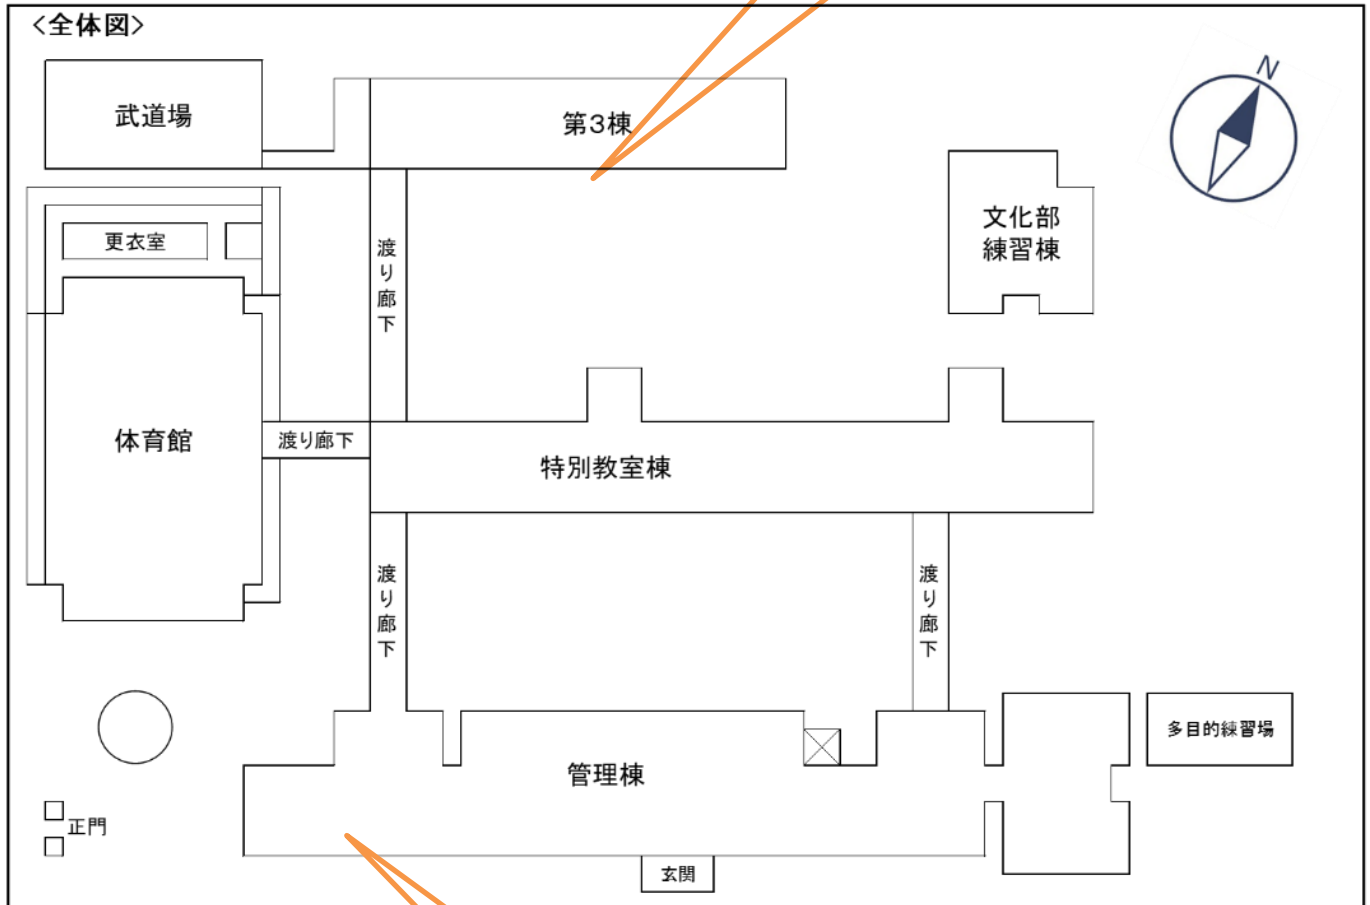 <全体図>
N
武道場
第3棟
文化部
練習棟
更衣室
渡り廊下
体育館
渡り廊下
特別教室棟
渡り廊下
渡り廊下
多目的練習場
管理棟
正門
玄関